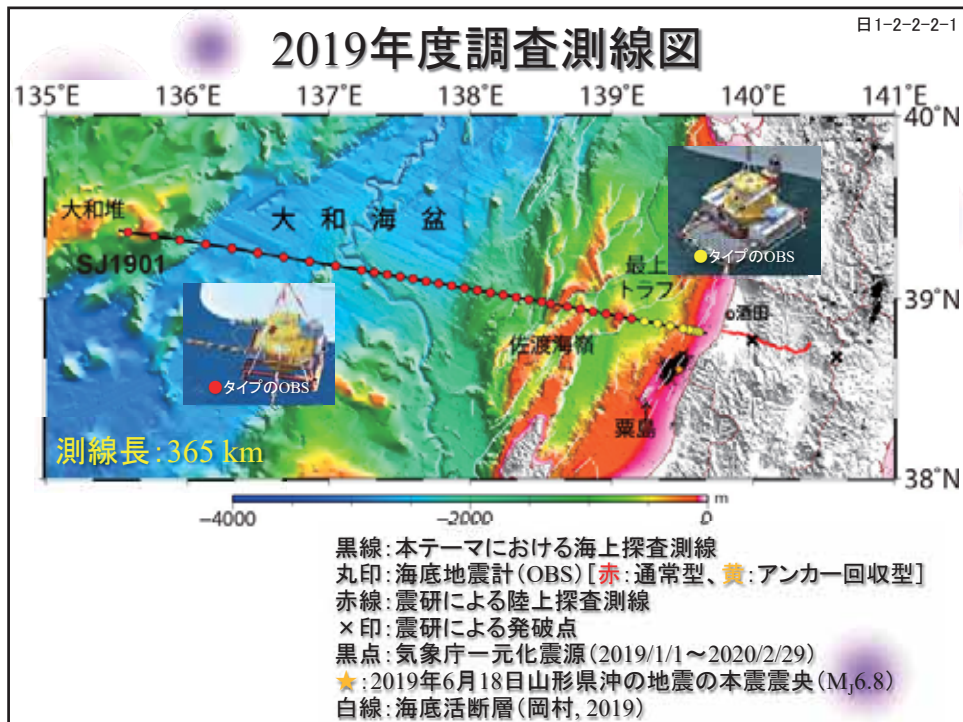 日1-2-2-2-1
2019年度調査測線図
135°E 136°E 137°E 138°E 139°E 140°E 141°E
40°N
大和堆
大和海盆
●タイプのOBS
SJ1901
最上
トラフ
39°N
酒田
佐渡海嶺
●タイプのOBS
粟島
測線長:365 km
38°N
−4000 −2000 0 m
黒線:本テーマにおける海上探査測線
丸印:海底地震計(OBS)[赤:通常型、黄:アンカー回収型]
赤線:震研による陸上探査測線
×印:震研による発破点
黒点:気象庁一元化震源(2019/1/1~2020/2/29)
★:2019年6月18日山形県沖の地震の本震震央(MJ6.8)
白線:海底活断層(岡村, 2019)